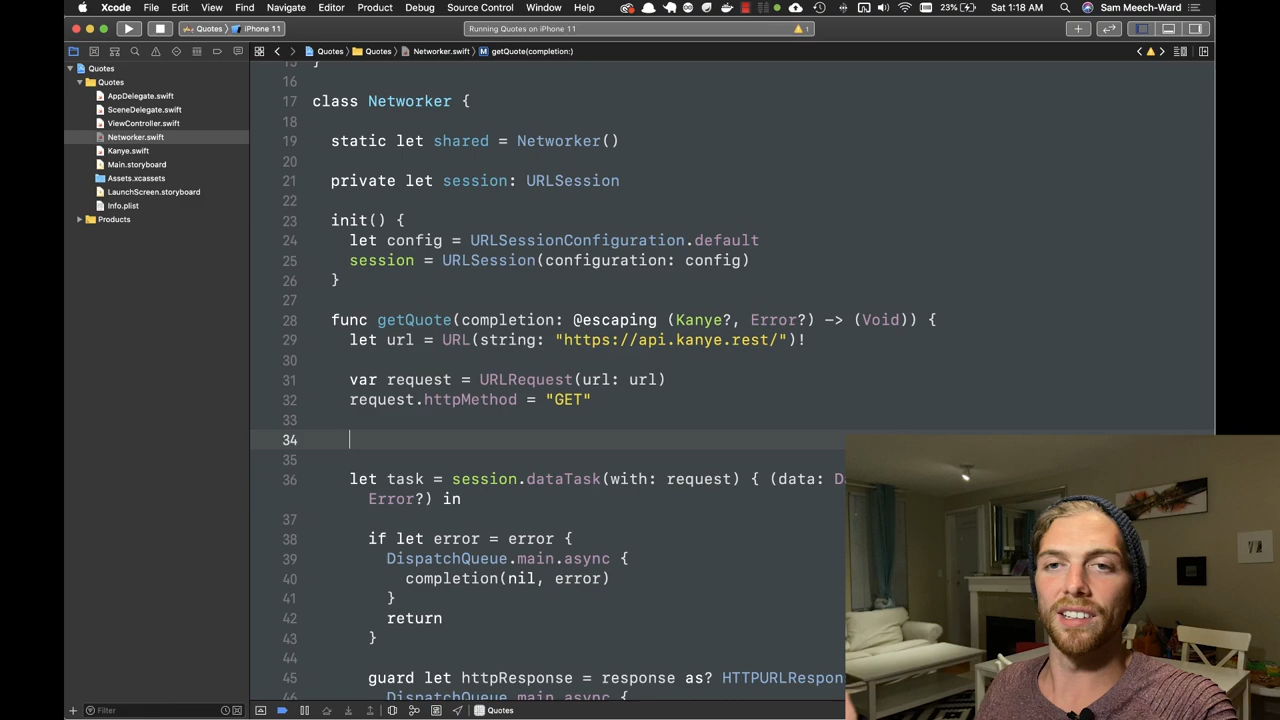 Xcode File Edit View Find Navigate Editor Product Debug Source Control Window Help 23% Sat 1:18 AM Sam Meech-Ward
Quotes iPhone 11 Running Quotes on iPhone 11 1
Quotes Quotes Networker.swift M getQuote(completion:)
Quotes
Quotes
AppDelegate.swift
SceneDelegate.swift
ViewController.swift
Networker.swift
Kanye.swift
Main.storyboard
Assets.xcassets
LaunchScreen.storyboard
Info.plist
Products
15 }
16
17 class Networker {
18
19 static let shared = Networker()
20
21 private let session: URLSession
22
23 init() {
24 let config = URLSessionConfiguration.default
25 session = URLSession(configuration: config)
26 }
27
28 func getQuote(completion: @escaping (Kanye?, Error?) -> (Void)) {
29 let url = URL(string: "https://api.kanye.rest/")!
30
31 var request = URLRequest(url: url)
32 request.httpMethod = "GET"
33
34
35
36 let task = session.dataTask(with: request) { (data: D
Error?) in
37
38 if let error = error {
39 DispatchQueue.main.async {
40 completion(nil, error)
41 }
42 return
43 }
44
45 guard let httpResponse = response as? HTTPURLRespon
46 DispatchQueue.main.async {
Filter Quotes